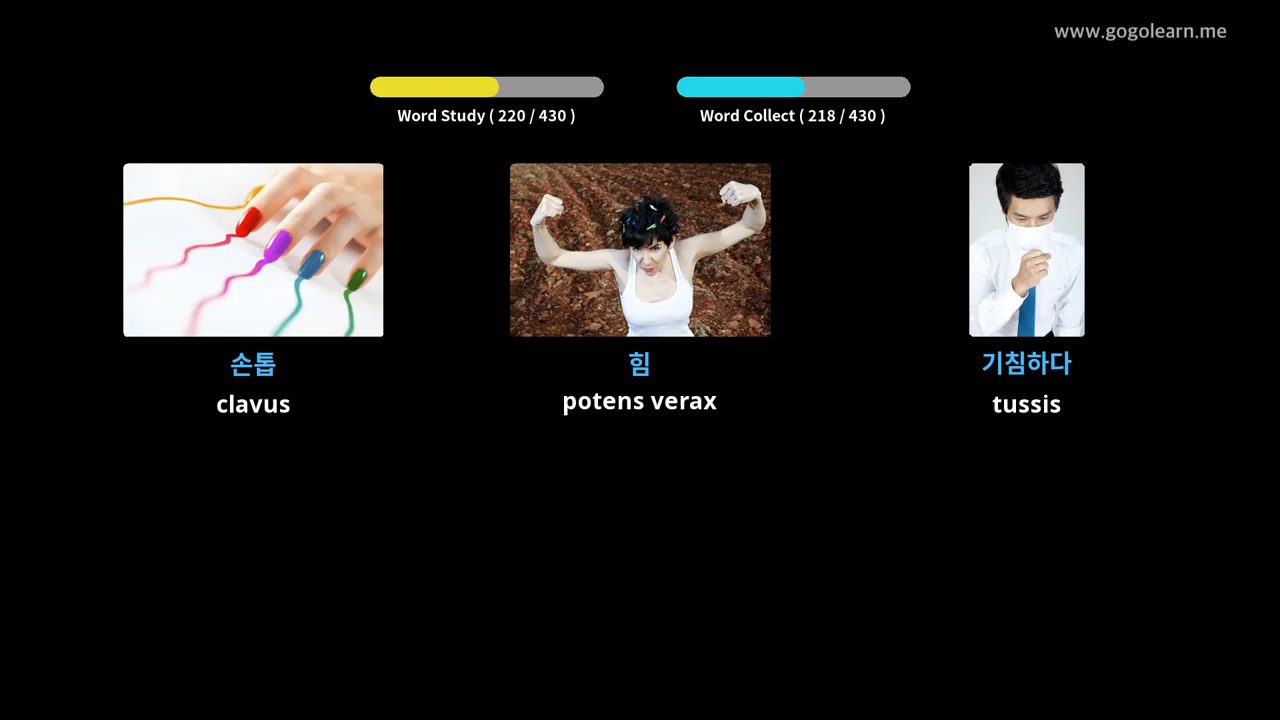 www.gogolearn.me
Word Study ( 220 / 430 )
Word Collect ( 218 / 430 )
손톱
clavus
힘
potens verax
기침하다
tussis